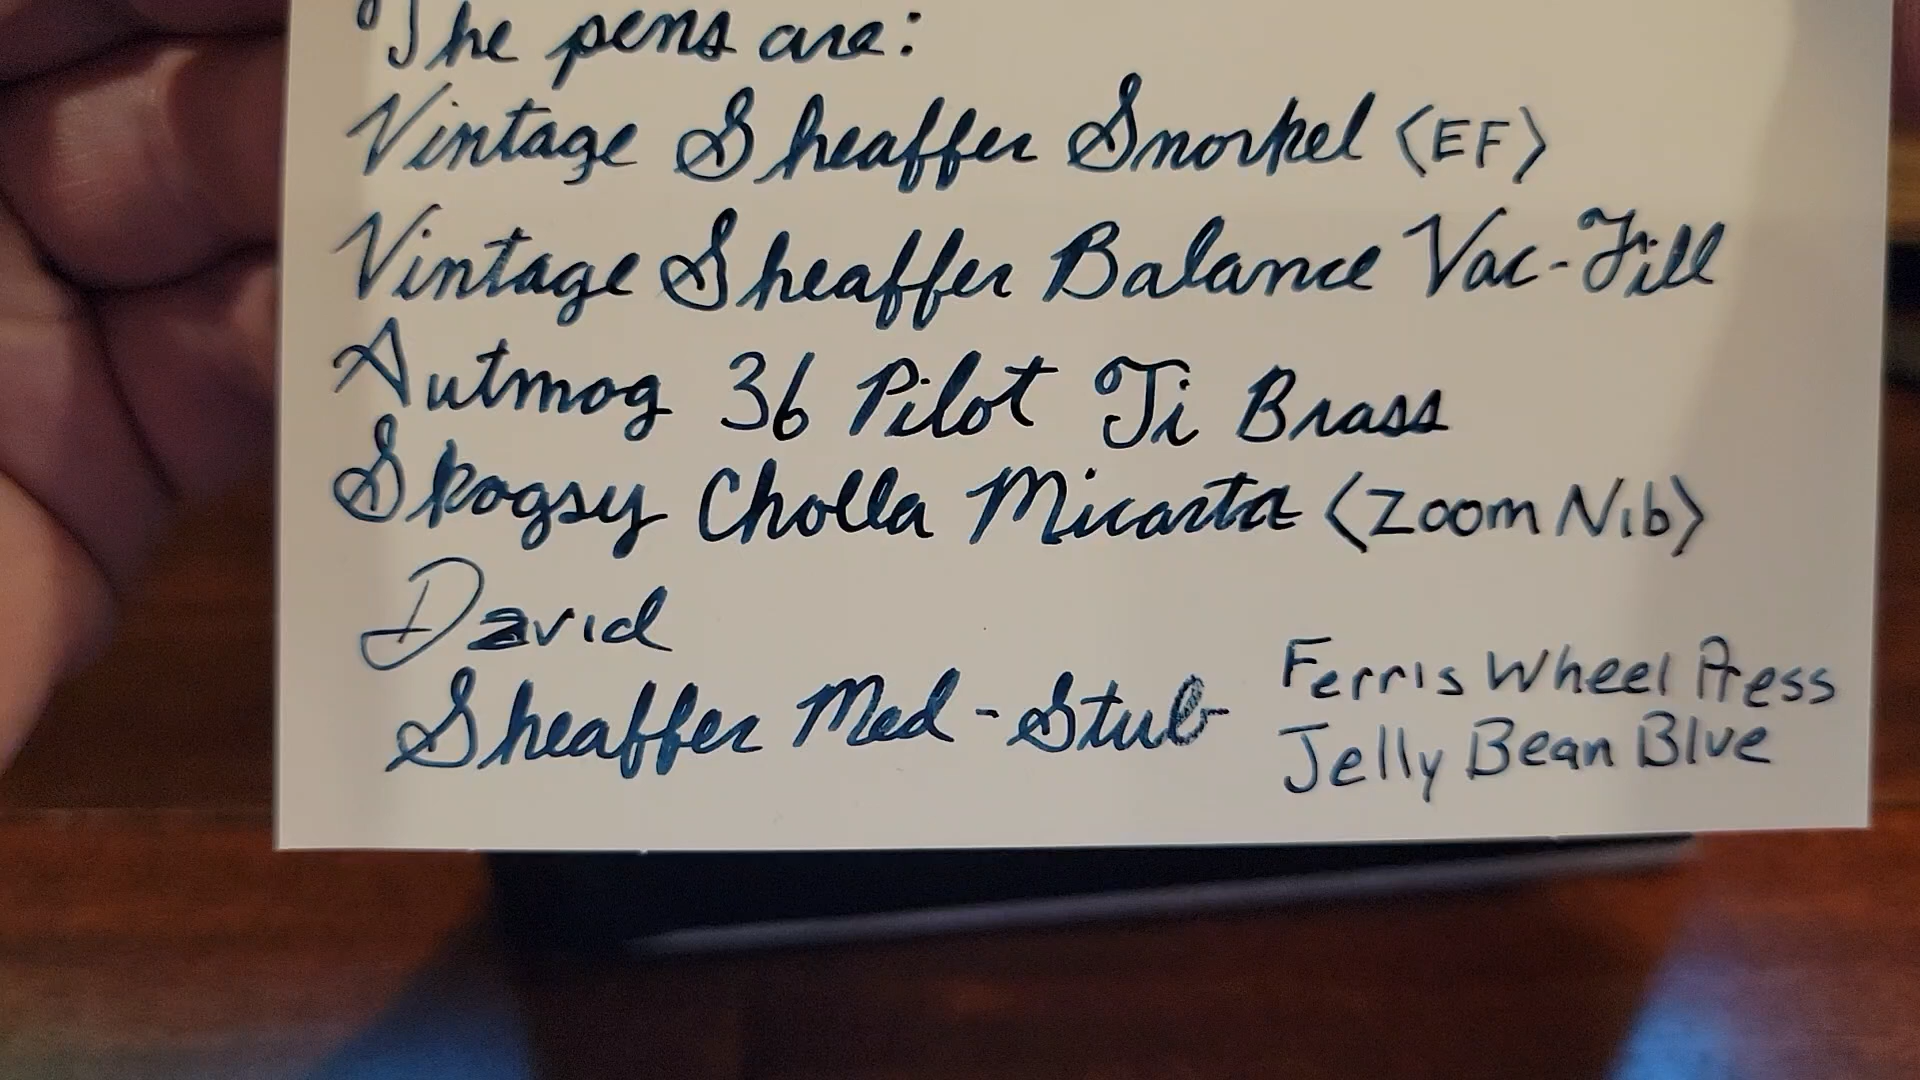 The pens are:
Vintage Sheaffer Snorkel <EF>
Vintage Sheaffer Balance Vac-Fill
Autmog 36 Pilot Ti Brass
Skogsy Cholla Micarta <Zoom Nib>
David
Sheaffer Med-Stub
Ferris Wheel Press
Jelly Bean Blue